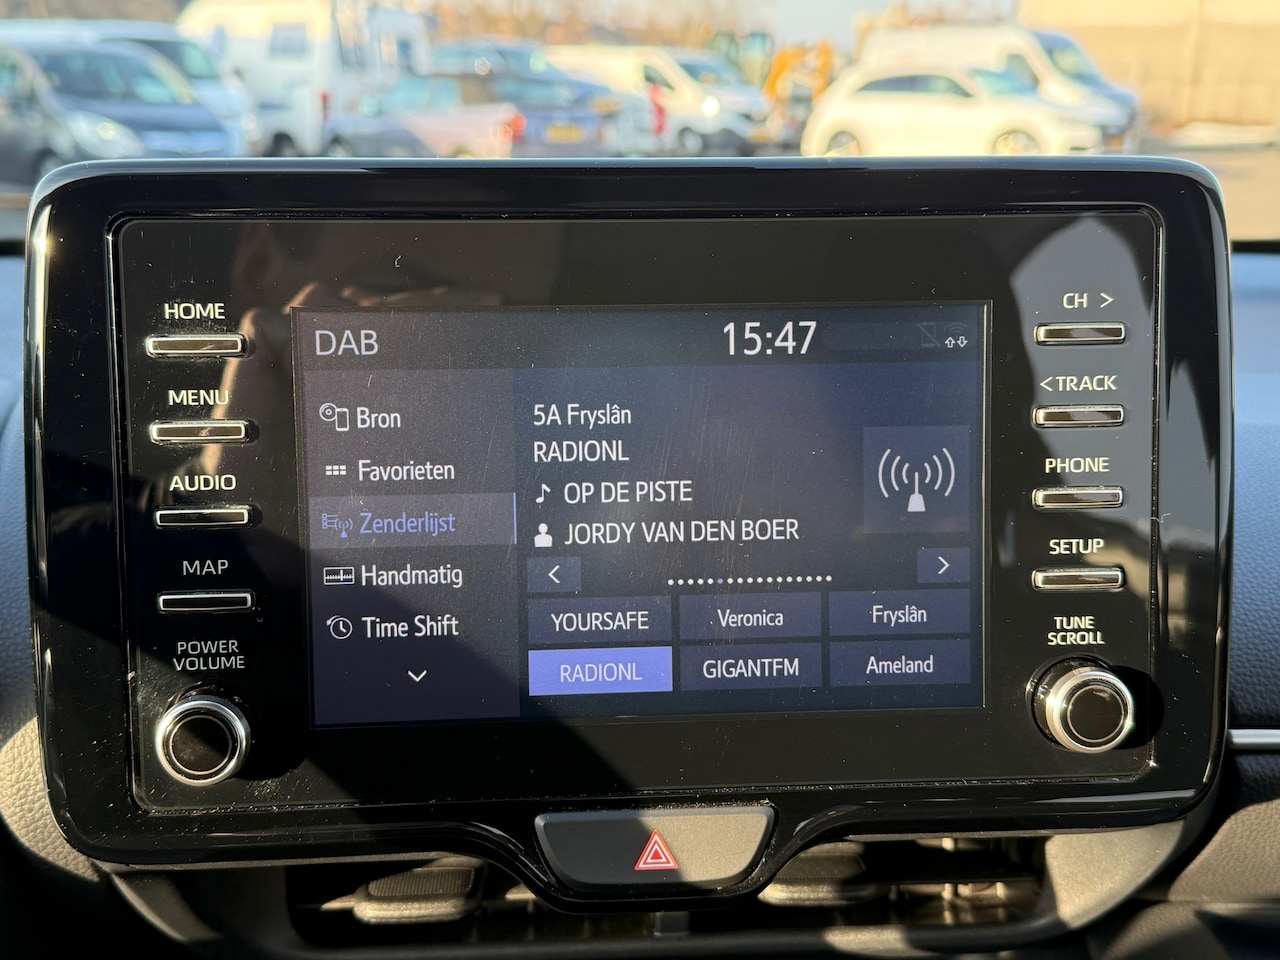 HOME
MENU
AUDIO
MAP
POWER
VOLUME
DAB
15:47
Bron
Favorieten
Zenderlijst
Handmatig
Time Shift
5A Fryslân
RADIONL
OP DE PISTE
JORDY VAN DEN BOER
YOURSAFE
Veronica
Fryslân
RADIONL
GIGANTFM
Ameland
CH >
< TRACK
PHONE
SETUP
TUNE
SCROLL